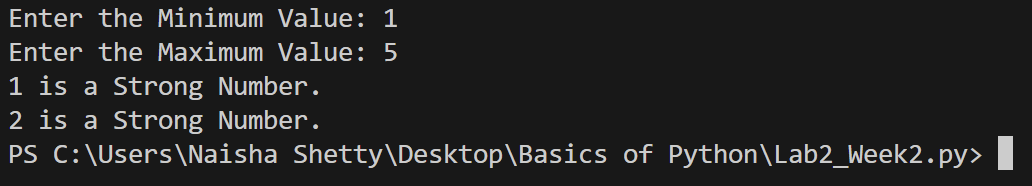 Enter the Minimum Value: 1
Enter the Maximum Value: 5
1 is a Strong Number.
2 is a Strong Number.
PS C:\Users\Naisha Shetty\Desktop\Basics of Python\Lab2_Week2.py>